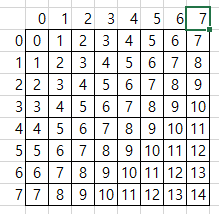 0 1 2 3 4 5 6 7
0 0 1 2 3 4 5 6 7
1 1 2 3 4 5 6 7 8
2 2 3 4 5 6 7 8 9
3 3 4 5 6 7 8 9 10
4 4 5 6 7 8 9 10 11
5 5 6 7 8 9 10 11 12
6 6 7 8 9 10 11 12 13
7 7 8 9 10 11 12 13 14